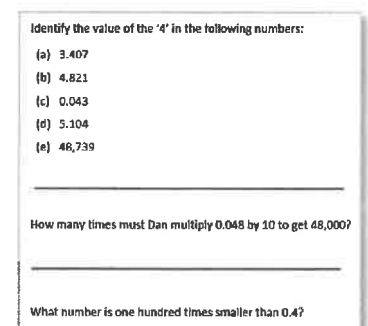 Identify the value of the '4' in the following numbers:
(a) 3.407
(b) 4.821
(c) 0.043
(d) 5.104
(e) 48,739
How many times must Dan multiply 0.048 by 10 to get 48,000?
What number is one hundred times smaller than 0.4?